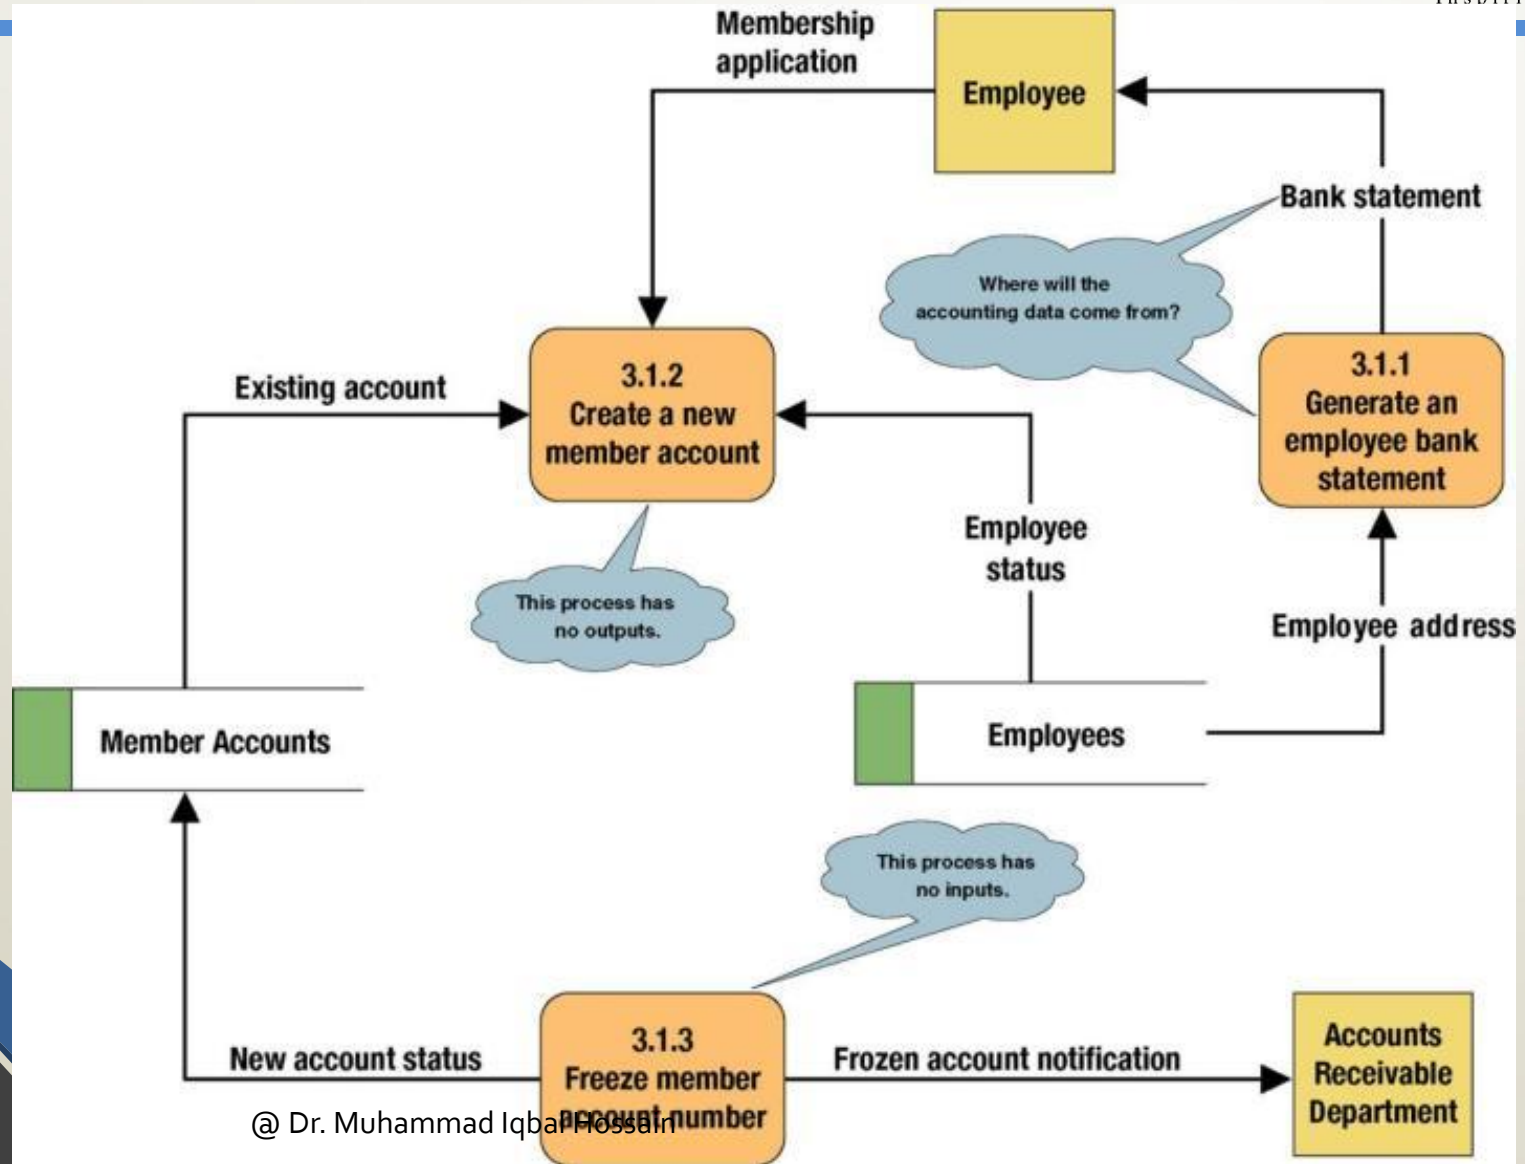 Membership
application
Employee
Bank statement
Where will the
accounting data come from?
3.1.1
Generate an
employee bank
statement
3.1.2
Create a new
member account
Existing account
Employee
status
This process has
no outputs.
Employee address
Member Accounts
Employees
This process has
no inputs.
3.1.3
Freeze member
account number
New account status
Frozen account notification
Accounts
Receivable
Department
@ Dr. Muhammad Iqbal Hossain